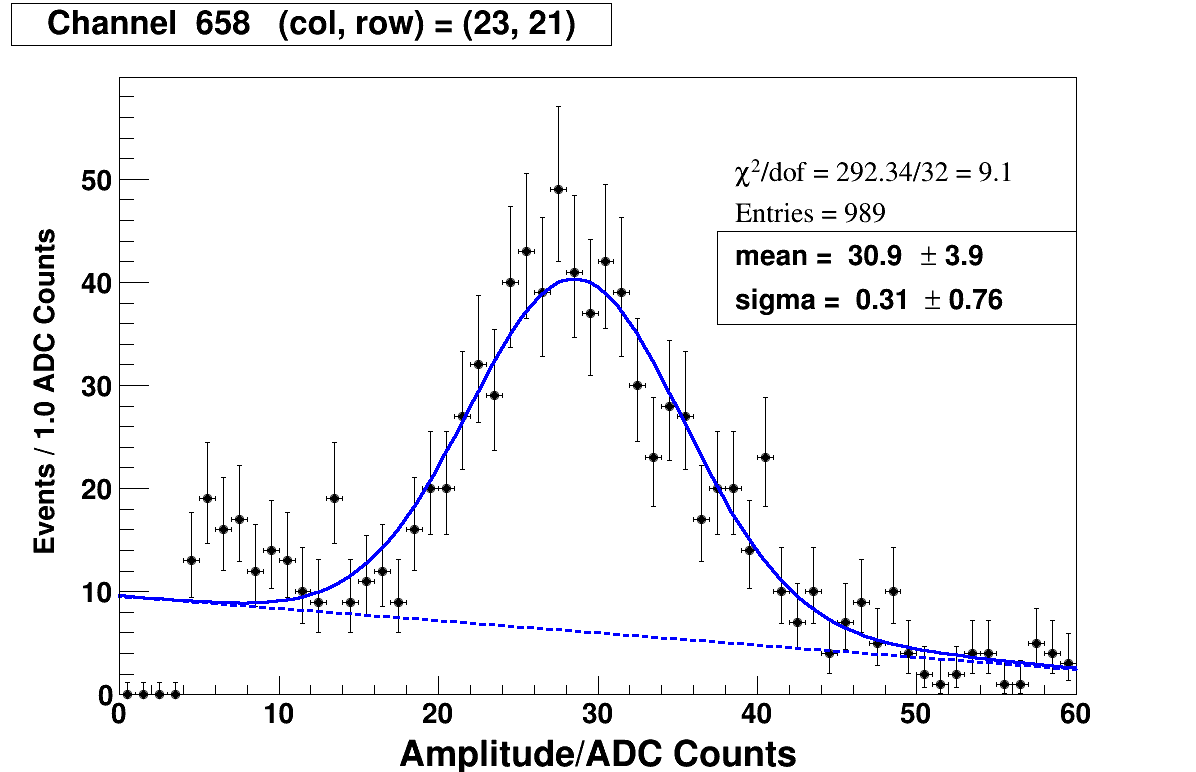 Channel 658 (col, row) = (23, 21)
χ²/dof = 292.34/32 = 9.1
Entries = 989
mean = 30.9 ± 3.9
sigma = 0.31 ± 0.76
Events / 1.0 ADC Counts
50
40
30
20
10
0
0 10 20 30 40 50 60
Amplitude/ADC Counts